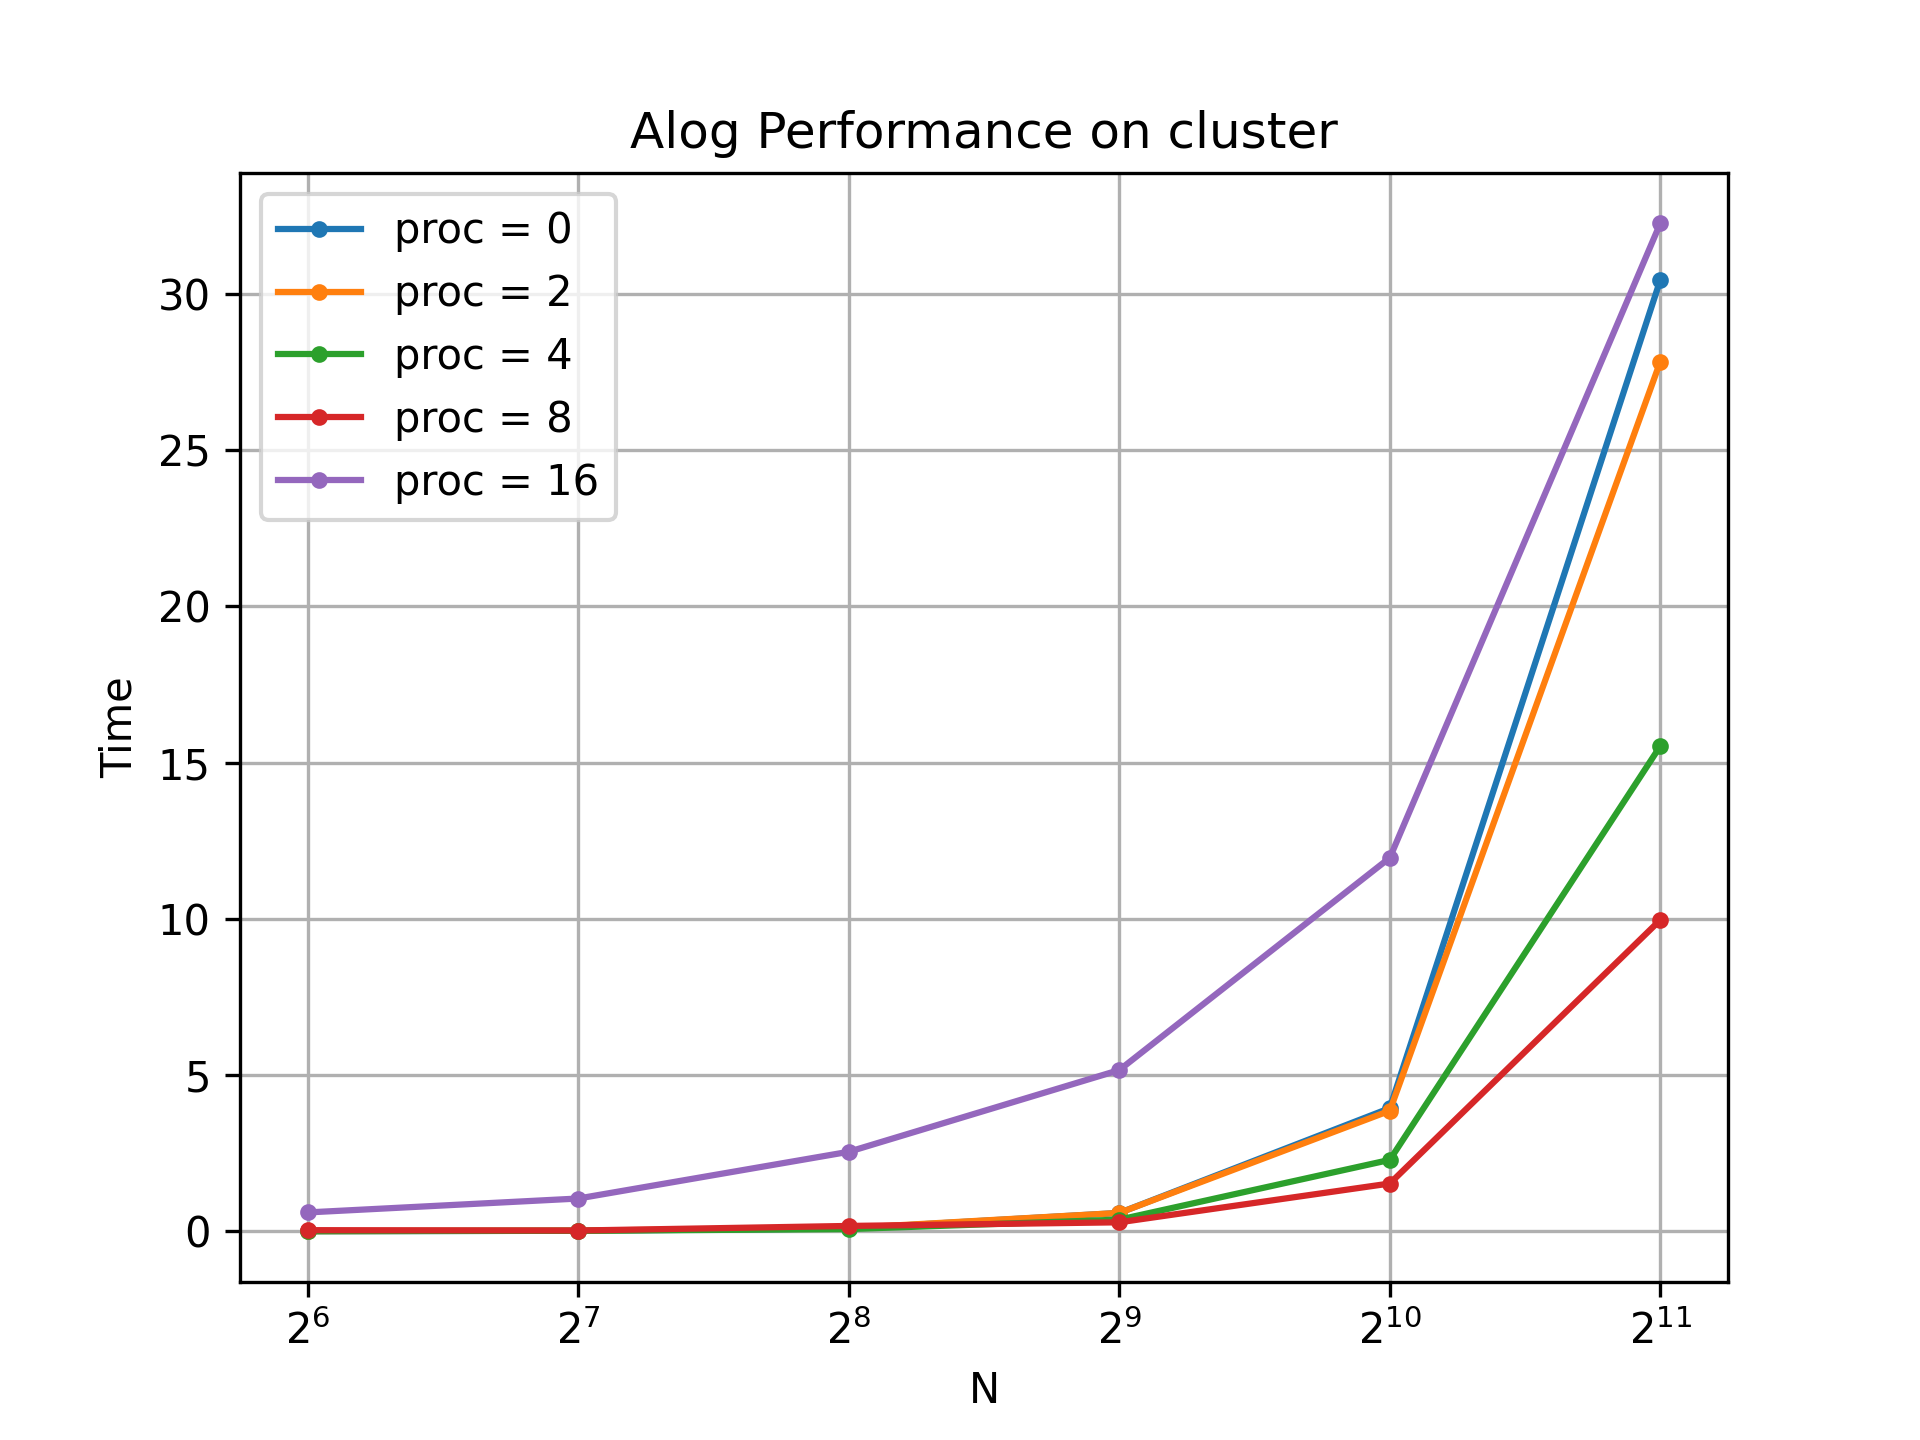 Alog Performance on cluster
proc = 0
proc = 2
proc = 4
proc = 8
proc = 16
30
25
20
15
10
5
0
Time
2⁶ 2⁷ 2⁸ 2⁹ 2¹⁰ 2¹¹
N